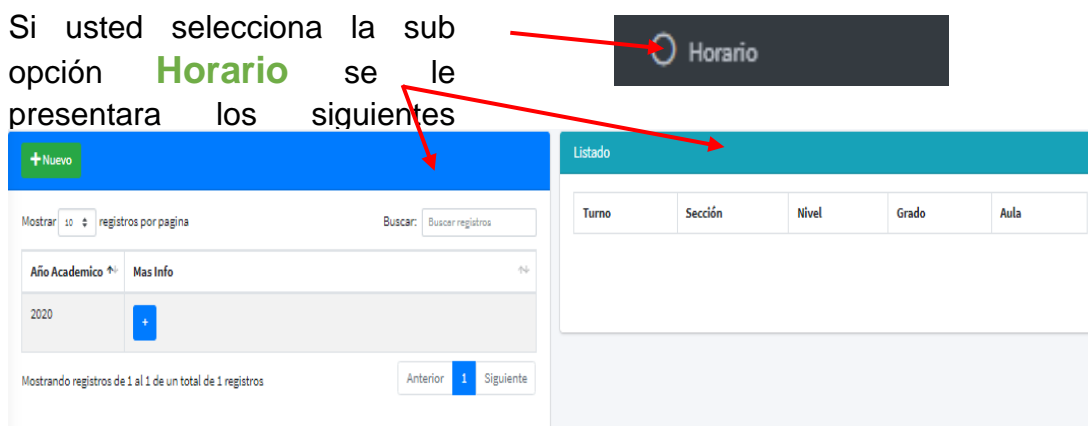 Si usted selecciona la sub
opción Horario se le
presentara los siguientes
Horario
+Nuevo
Mostrar 10 registros por pagina
Buscar: Buscar registros
Año Academico Mas Info
2020 +
Mostrando registros de 1 al 1 de un total de 1 registros
Anterior 1 Siguiente
Listado
Turno Sección Nivel Grado Aula